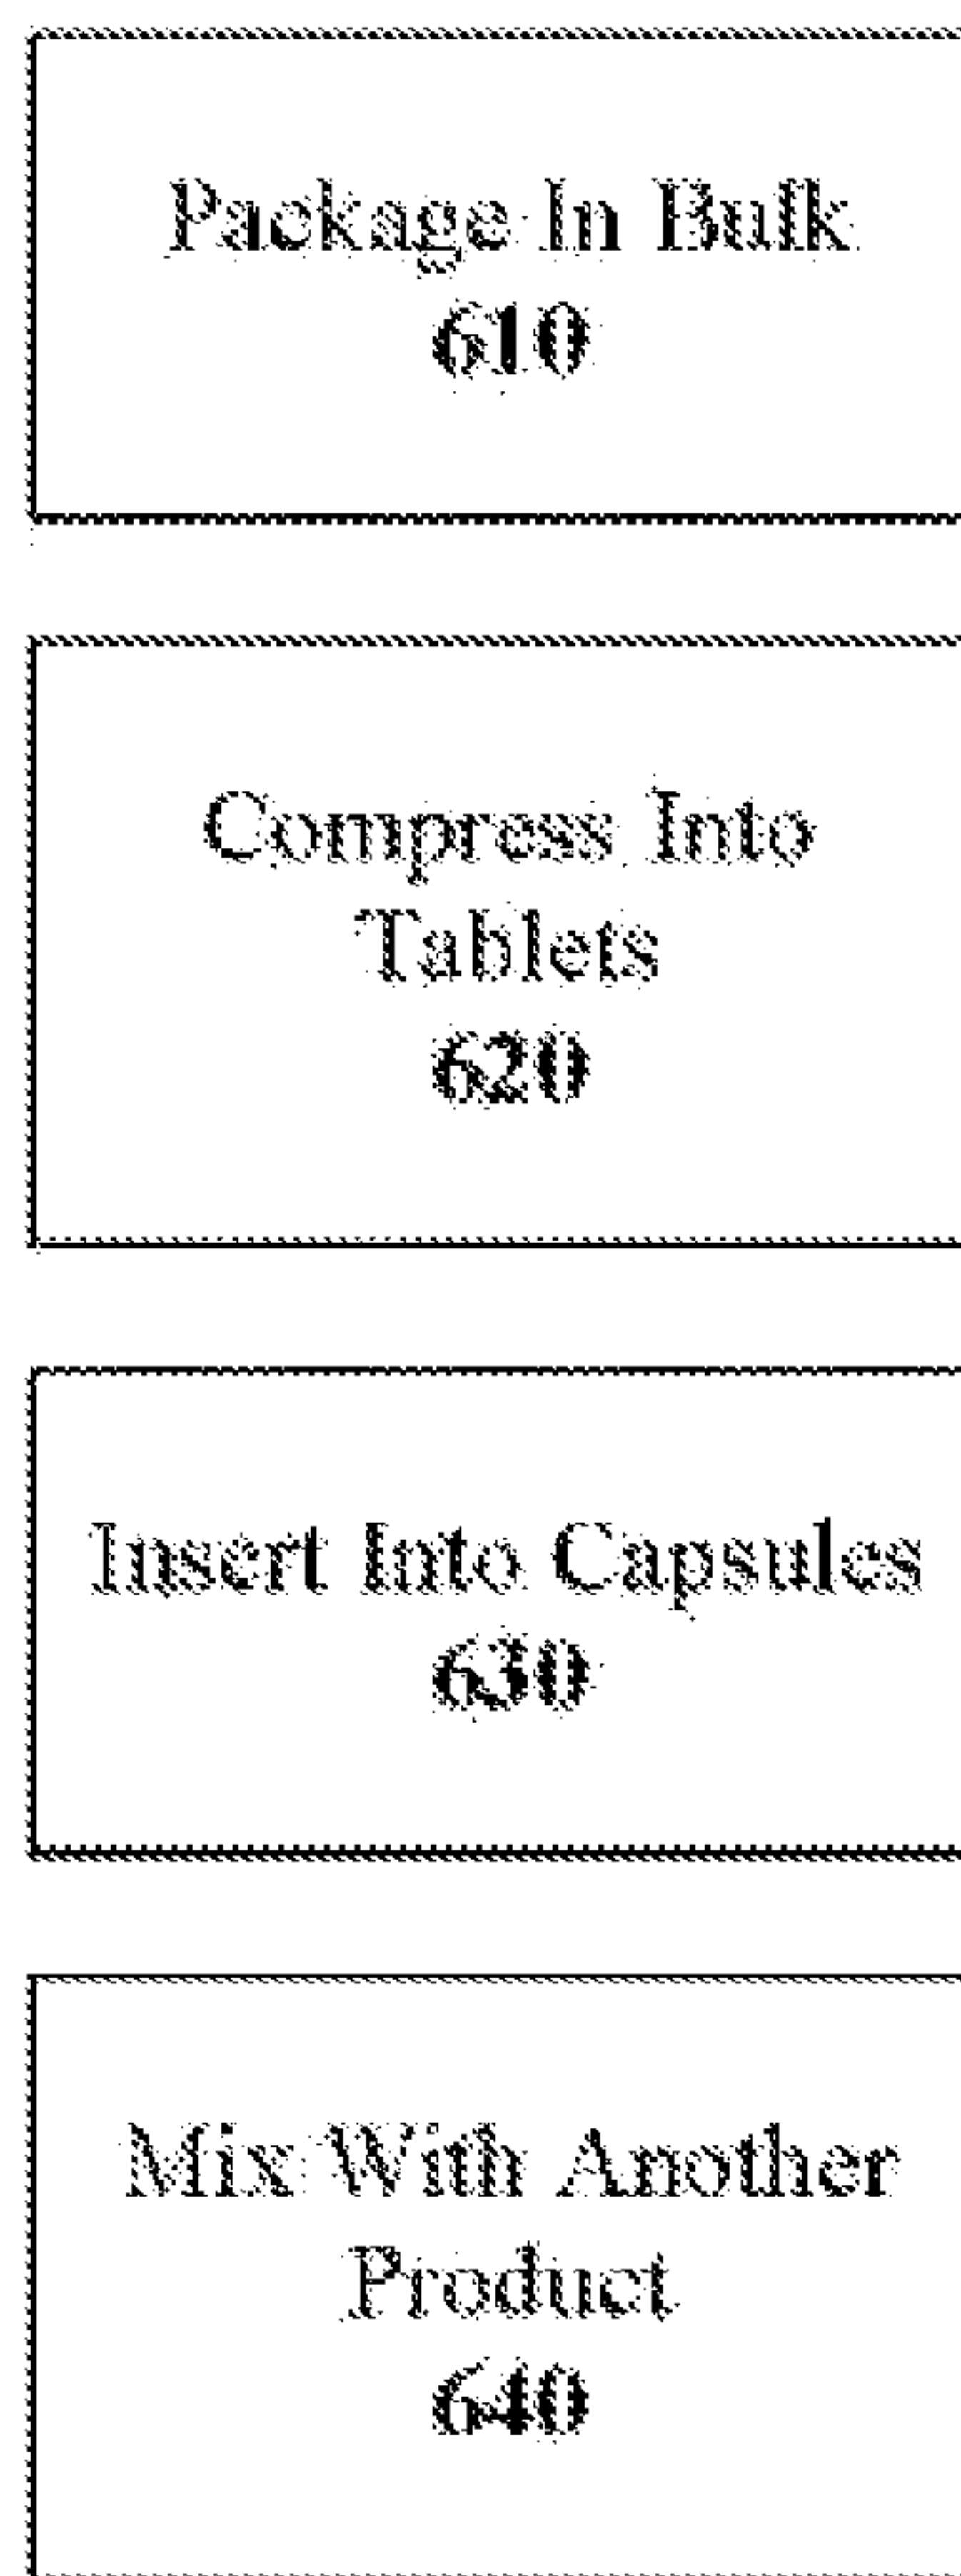 Package In Bulk
610
Compress Into
Tablets
620
Insert Into Capsules
630
Mix With Another
Product
640